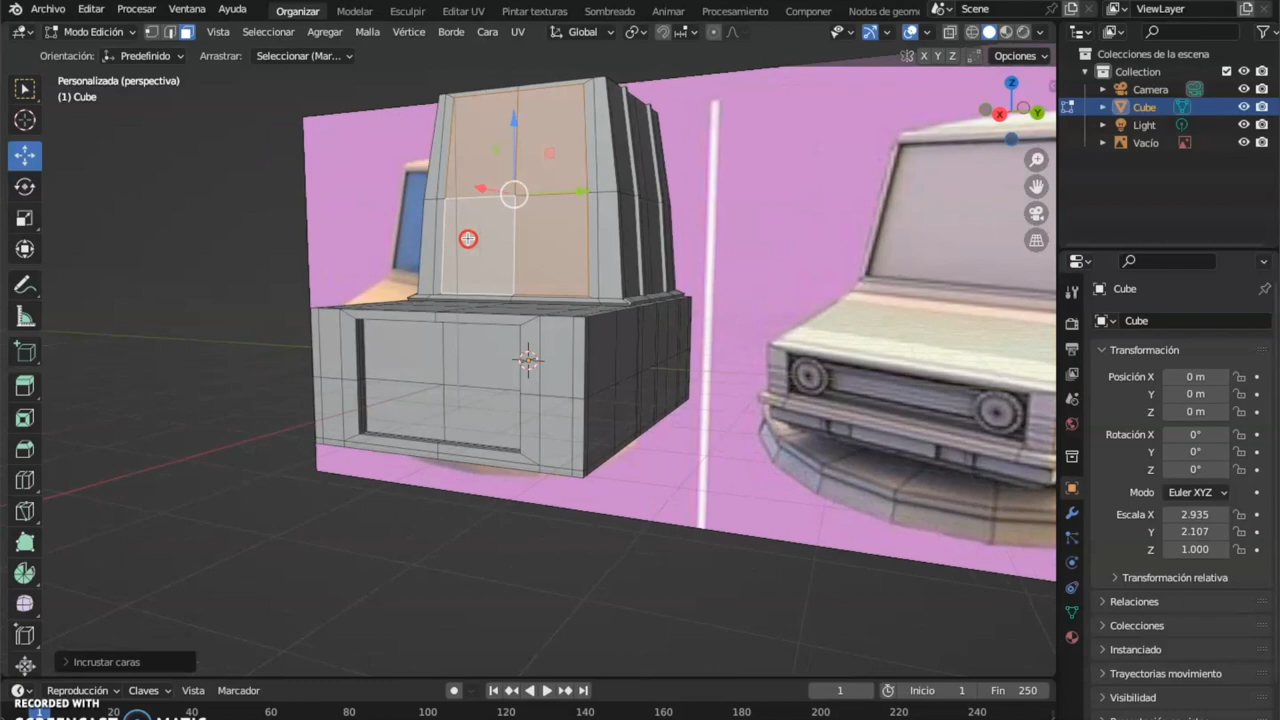 Archivo Editar Procesar Ventana Ayuda Organizar Modelar Esculpir Editar UV Pintar texturas Sombreado Animar Procesamiento Componer Nodos de geome Scene ViewLayer
Modo Edición Vista Seleccionar Agregar Malla Vértice Borde Cara UV Global
Orientación: Predefinido Arrastrar: Seleccionar (Mar... X Y Z Opciones
Colecciones de la escena
Collection
Camera
Cube
Light
Vacío
Personalizada (perspectiva)
(1) Cube
Z
X
Y
Cube
Cube
Transformación
Posición X 0 m
Y 0 m
Z 0 m
Rotación X 0°
Y 0°
Z 0°
Modo Euler XYZ
Escala X 2.935
Y 2.107
Z 1.000
Transformación relativa
Relaciones
Colecciones
Instanciado
Trayectorias movimiento
Visibilidad
Incrustar caras
Reproducción Claves Vista Marcador 1 Inicio 1 Fin 250
1 20 40 60 80 100 120 140 160 180 200 220 240
RECORDED WITH